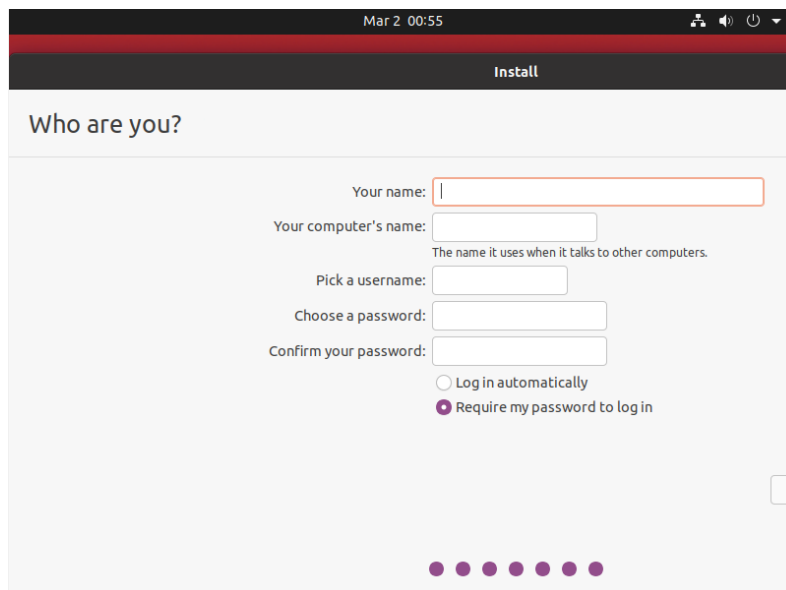 Mar 2 00:55
Install
Who are you?
Your name:
Your computer's name:
The name it uses when it talks to other computers.
Pick a username:
Choose a password:
Confirm your password:
Log in automatically
Require my password to log in